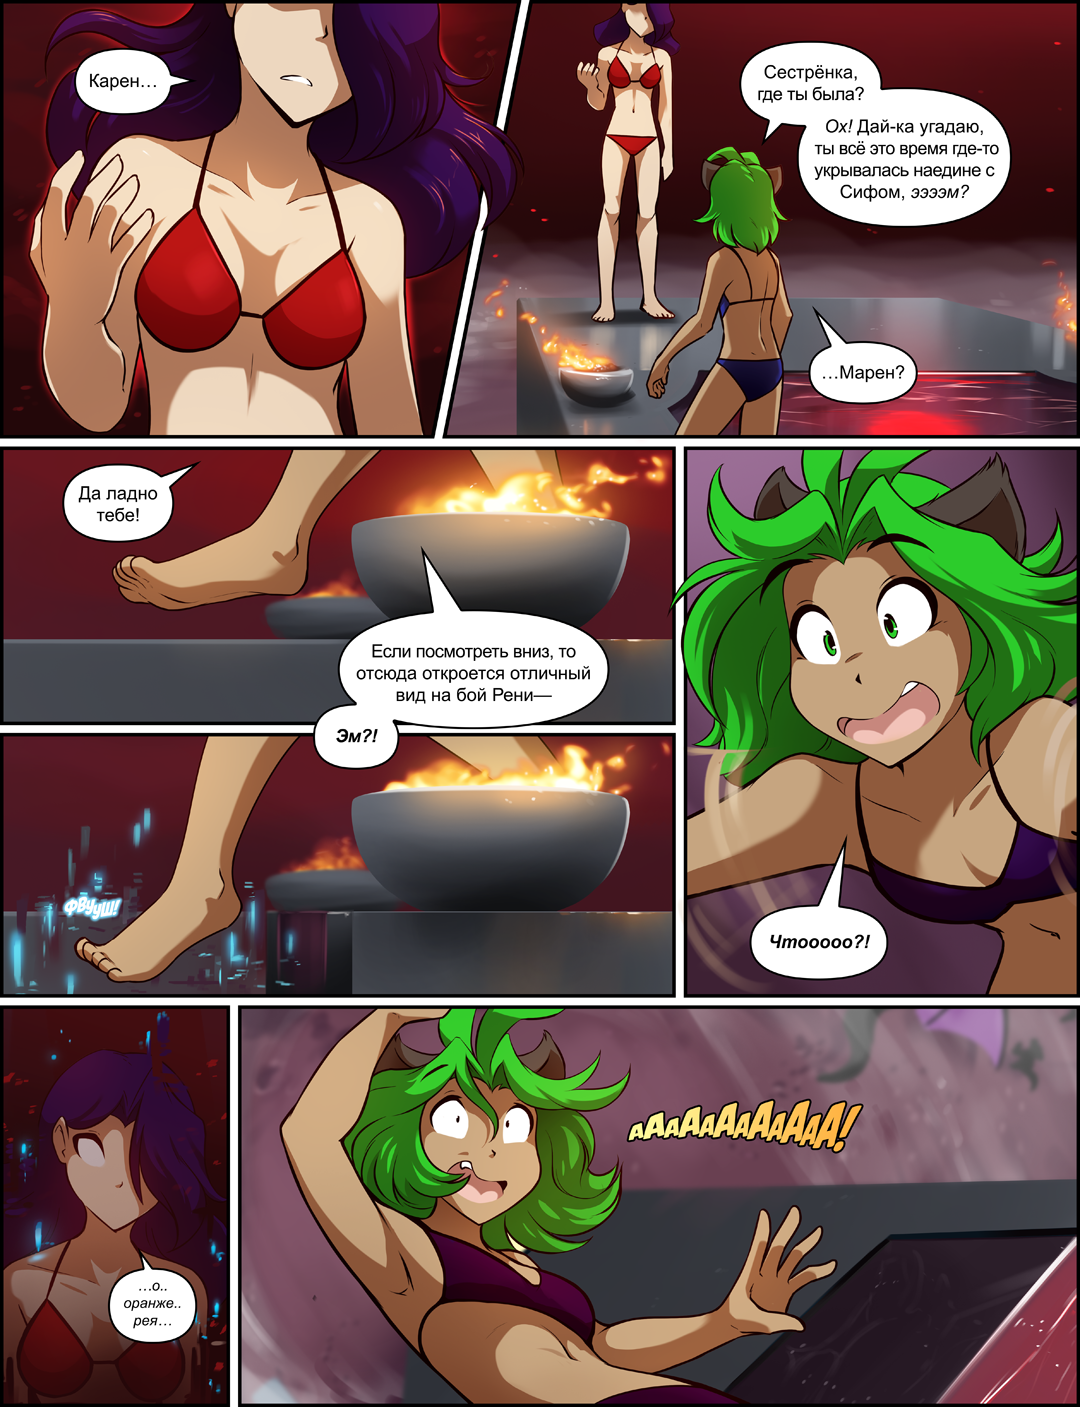 Карен...
Сестрёнка,
где ты была?
Ох! Дай-ка угадаю,
ты всё это время где-то
укрывалась наедине с
Сифом, ээээм?
...Марен?
Да ладно
тебе!
Если посмотреть вниз, то
отсюда откроется отличный
вид на бой Рени—
Чтооооо?!
Эм?!
ФВУУШ!
...о..
оранже..
рея...
АААААААААААА!